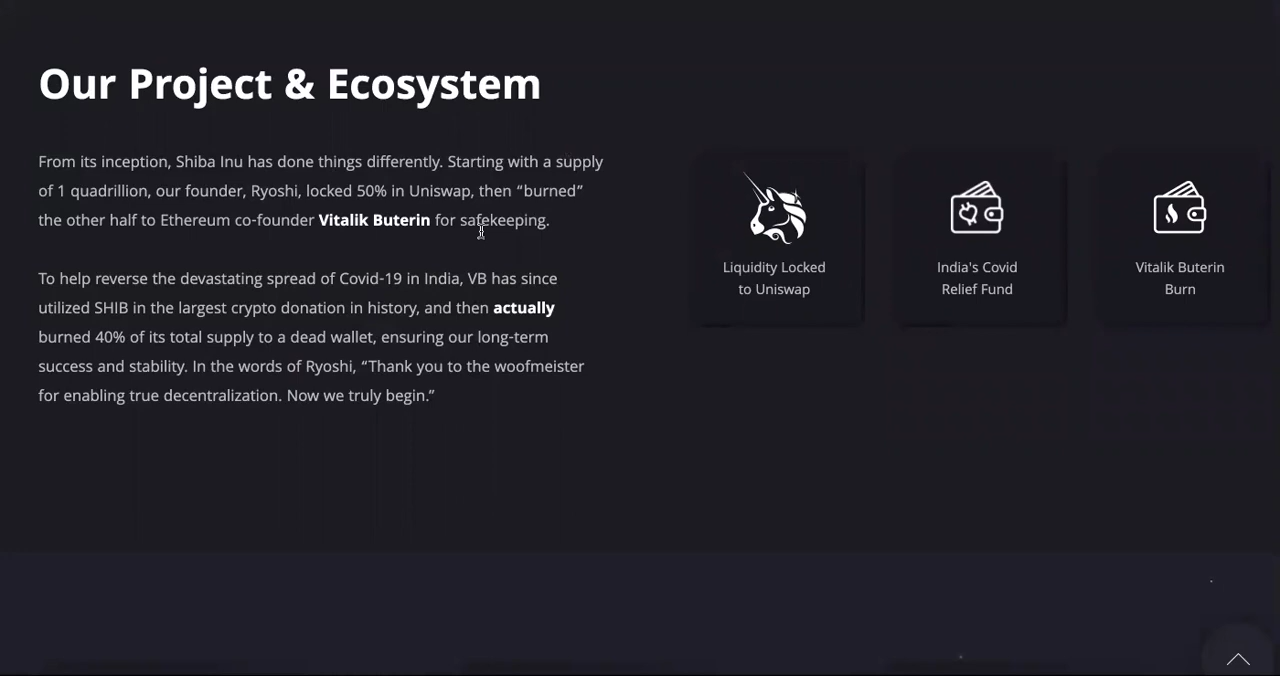 Our Project & Ecosystem
From its inception, Shiba Inu has done things differently. Starting with a supply
of 1 quadrillion, our founder, Ryoshi, locked 50% in Uniswap, then “burned”
the other half to Ethereum co-founder Vitalik Buterin for safekeeping.
To help reverse the devastating spread of Covid-19 in India, VB has since
utilized SHIB in the largest crypto donation in history, and then actually
burned 40% of its total supply to a dead wallet, ensuring our long-term
success and stability. In the words of Ryoshi, “Thank you to the woofmeister
for enabling true decentralization. Now we truly begin.”
Liquidity Locked
to Uniswap
India's Covid
Relief Fund
Vitalik Buterin
Burn